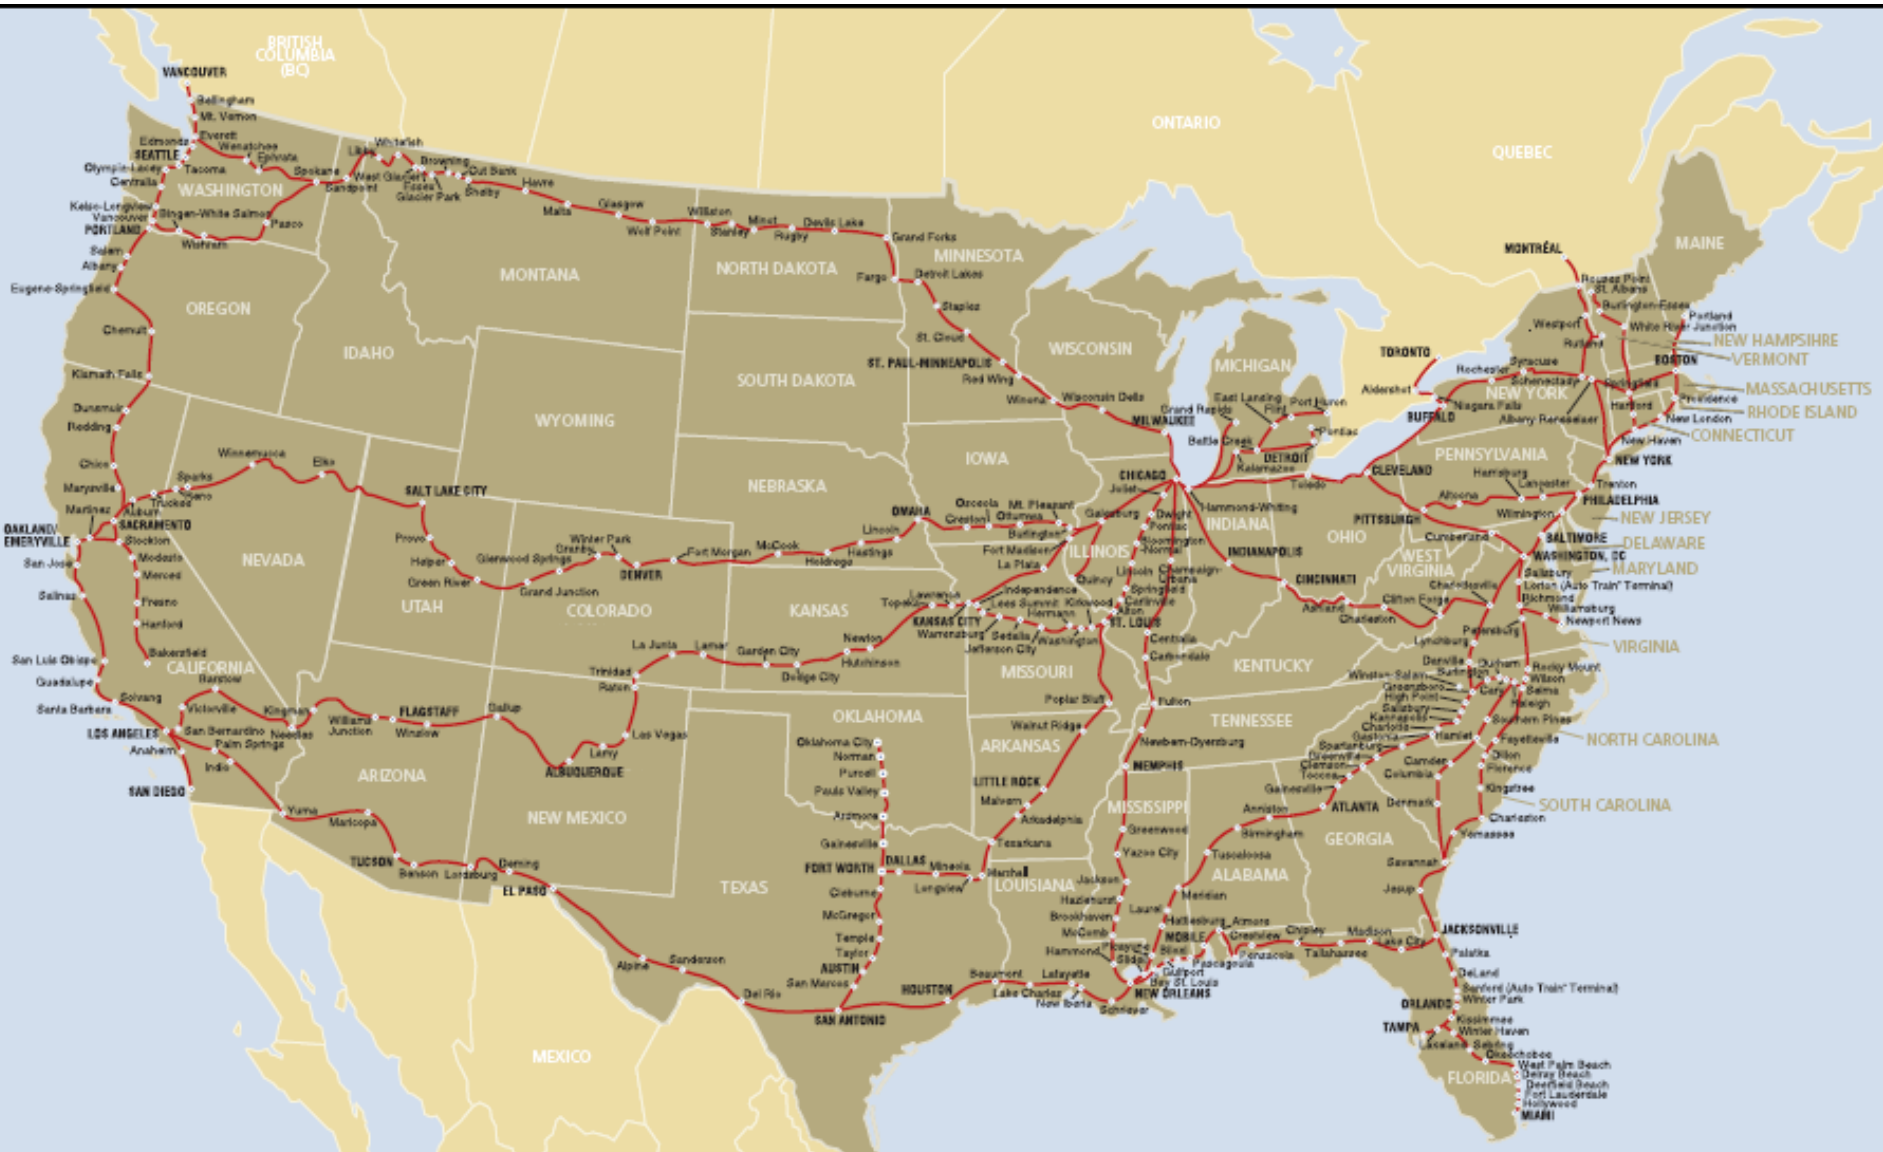 BRITISH
COLUMBIA
(BC)
ONTARIO
QUEBEC
MEXICO
VANCOUVER
Bellingham
Mt. Vernon
Everett
Edmonds
SEATTLE
Wenatchee
Ephrata
Spokane
Olympia-Lacey
Tacoma
Centralia
WASHINGTON
Kelso-Longview
Vancouver
Bingen-White Salmon
Pasco
PORTLAND
Wishram
Salem
Albany
Eugene-Springfield
OREGON
Chemult
Klamath Falls
IDAHO
Sandpoint
Libby
Whitefish
West Glacier
Essex
Glacier Park
Browning
Cut Bank
Shelby
Havre
Malta
Glasgow
Wolf Point
MONTANA
Williston
Stanley
Minot
Rugby
Devils Lake
Grand Forks
Fargo
NORTH DAKOTA
SOUTH DAKOTA
WYOMING
NEBRASKA
MINNESOTA
Detroit Lakes
Staples
St. Cloud
ST. PAUL-MINNEAPOLIS
Red Wing
Winona
WISCONSIN
Wisconsin Dells
MILWAUKEE
IOWA
MICHIGAN
Grand Rapids
East Lansing
Flint
Port Huron
Pontiac
Battle Creek
DETROIT
Kalamazoo
CHICAGO
Joliet
Toledo
Hammond-Whiting
Dunsmuir
Redding
Chico
Marysville
Martinez
Auburn
Truckee
Reno
Sparks
Winnemucca
Elko
SACRAMENTO
OAKLAND/
EMERYVILLE
Stockton
San Jose
Modesto
Merced
Salinas
Fresno
Hanford
Bakersfield
San Luis Obispo
CALIFORNIA
Guadalupe
Solvang
Santa Barbara
LOS ANGELES
Barstow
Victorville
San Bernardino
Palm Springs
Anaheim
Indio
SAN DIEGO
NEVADA
SALT LAKE CITY
Provo
Helper
Green River
UTAH
Glenwood Springs
Grand Junction
Granby
Winter Park
DENVER
Fort Morgan
COLORADO
McCook
Holdrege
Hastings
Lincoln
OMAHA
Creston
Osceola
Ottumwa
Mt. Pleasant
Burlington
Galesburg
Fort Madison
La Plata
ILLINOIS
Quincy
Dwight
Pontiac
Bloomington
-Normal
Lincoln
Champaign-
Urbana
Springfield
Carlinville
Alton
ST. LOUIS
Kirkwood
Centralia
Carbondale
INDIANA
INDIANAPOLIS
OHIO
CINCINNATI
KANSAS
Topeka
Lawrence
KANSAS CITY
Independence
Lees Summit
Warrensburg
Sedalia
Jefferson City
Hermann
Washington
Newton
Hutchinson
Dodge City
Garden City
Lamar
La Junta
Trinidad
Raton
Las Vegas
Lamy
ALBUQUERQUE
Gallup
Winslow
FLAGSTAFF
Williams
Junction
Kingman
Needles
ARIZONA
NEW MEXICO
Yuma
Maricopa
TUCSON
Benson
Lordsburg
Deming
EL PASO
Alpine
Sanderson
Del Rio
SAN ANTONIO
TEXAS
OKLAHOMA
Oklahoma City
Norman
Purcell
Pauls Valley
Ardmore
Gainesville
FORT WORTH
DALLAS
Mineola
Longview
Marshall
Cleburne
McGregor
Temple
Taylor
AUSTIN
San Marcos
HOUSTON
Beaumont
Lake Charles
Lafayette
New Iberia
Schriever
NEW ORLEANS
MISSOURI
Poplar Bluff
Walnut Ridge
ARKANSAS
LITTLE ROCK
Malvern
Arkadelphia
Texarkana
LOUISIANA
KENTUCKY
Fulton
TENNESSEE
Newbern-Dyersburg
MEMPHIS
MISSISSIPPI
Greenwood
Yazoo City
Jackson
Hazlehurst
Brookhaven
McComb
Hammond
Picayune
Slidell
Laurel
Hattiesburg
Meridian
Tuscaloosa
Birmingham
Anniston
ALABAMA
MOBILE
Biloxi
Gulfport
Bay St. Louis
Pascagoula
Atmore
Pensacola
Crestview
Chipley
Tallahassee
Madison
Lake City
JACKSONVILLE
GEORGIA
ATLANTA
Gainesville
Toccoa
Clemson
Greenville
Spartanburg
Gastonia
Charlotte
Kannapolis
Salisbury
High Point
Greensboro
Winston-Salem
Burlington
Durham
Cary
Raleigh
Selma
Wilson
Rocky Mount
Southern Pines
Hamlet
Fayetteville
Dillon
Florence
Kingstree
Charleston
Yemassee
Camden
Columbia
Denmark
Savannah
Jesup
NORTH CAROLINA
SOUTH CAROLINA
Palatka
DeLand
Sanford (Auto Train® Terminal)
Winter Park
ORLANDO
Kissimmee
TAMPA
Winter Haven
Lakeland
Sebring
Okeechobee
West Palm Beach
Delray Beach
Deerfield Beach
Fort Lauderdale
Hollywood
MIAMI
FLORIDA
MONTRÉAL
Rouses Point
St. Albans
Burlington-Essex
Westport
White River Junction
Rutland
Portland
MAINE
NEW HAMPSIHRE
VERMONT
BOSTON
MASSACHUSETTS
Providence
RHODE ISLAND
CONNECTICUT
New London
New Haven
Hartford
Springfield
TORONTO
Aldershot
Niagara Falls
BUFFALO
Rochester
Syracuse
Schenectady
NEW YORK
Albany Rensselaer
NEW YORK
CLEVELAND
PENNSYLVANIA
Harrisburg
Lancaster
Altoona
PITTSBURGH
Trenton
PHILADELPHIA
Wilmington
NEW JERSEY
DELAWARE
MARYLAND
BALTIMORE
Cumberland
WASHINGTON, DC
WEST
VIRGINIA
Charlottesville
Clifton Forge
Ashland
Charleston
Salisbury
Lorton (Auto Train® Terminal)
Richmond
Williamsburg
Newport News
Petersburg
Lynchburg
Danville
VIRGINIA